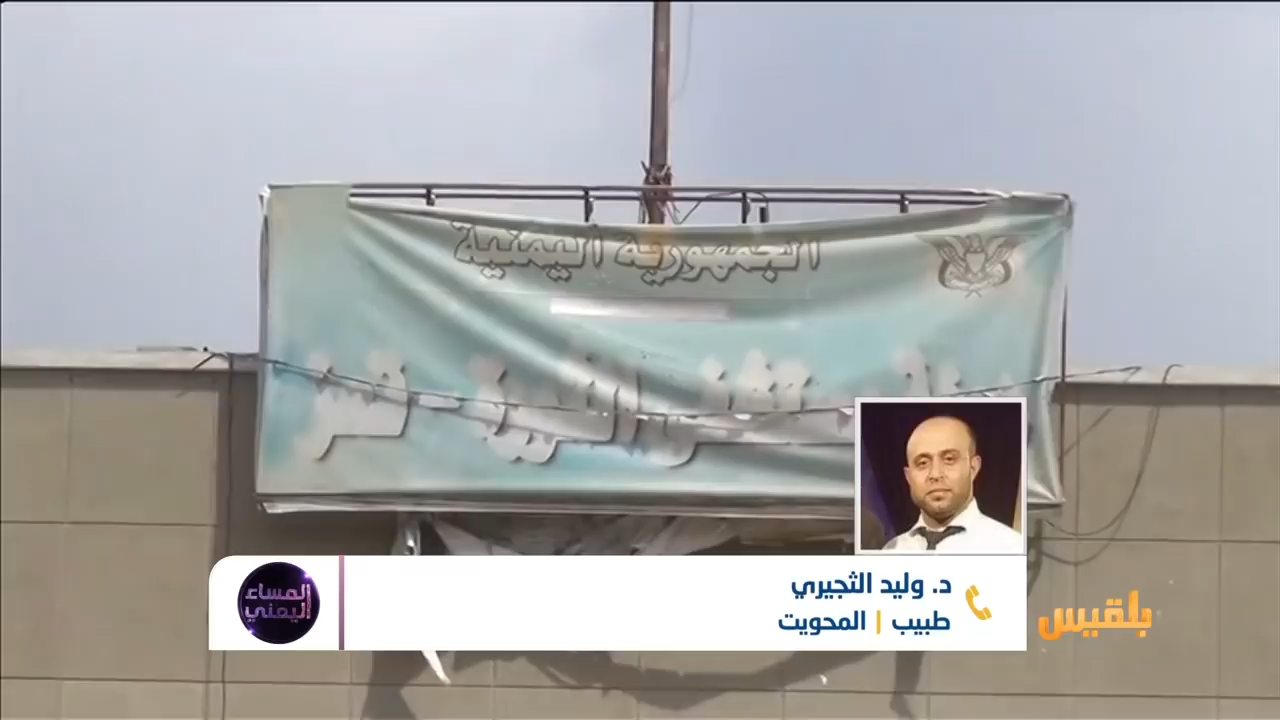 الجمهورية اليمنية
د. وليد الثجيري
طبيب | المحويت
المساء
اليمني
بلقيس